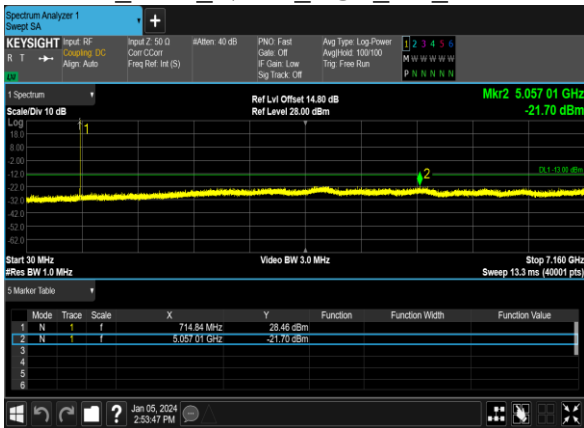 Spectrum Analyzer 1
Swept SA
KEYSIGHT Input: RF Input Z: 50 Ω #Atten: 40 dB PNO: Fast Avg Type: Log-Power 1 2 3 4 5 6
R T Coupling: DC Corr CCorr Gate: Off Avg|Hold: 100/100 M W W W W W
Align: Auto Freq Ref: Int (S) IF Gain: Low Trig: Free Run
Sig Track: Off P N N N N N
LV
1 Spectrum Ref Lvl Offset 14.80 dB Mkr2 5.057 01 GHz
Scale/Div 10 dB Ref Level 28.00 dBm -21.70 dBm
Log
18.0
8.00
-2.00
-12.0
-22.0
-32.0
-42.0
-52.0
-62.0
1
2
DL1 -13.00 dBm
Start 30 MHz Video BW 3.0 MHz Stop 7.160 GHz
#Res BW 1.0 MHz Sweep 13.3 ms (40001 pts)
5 Marker Table
Mode Trace Scale X Y Function Function Width Function Value
1 N 1 f 714.84 MHz 28.46 dBm
2 N 1 f 5.057 01 GHz -21.70 dBm
3
4
5
6
? Jan 05, 2024
2:53:47 PM